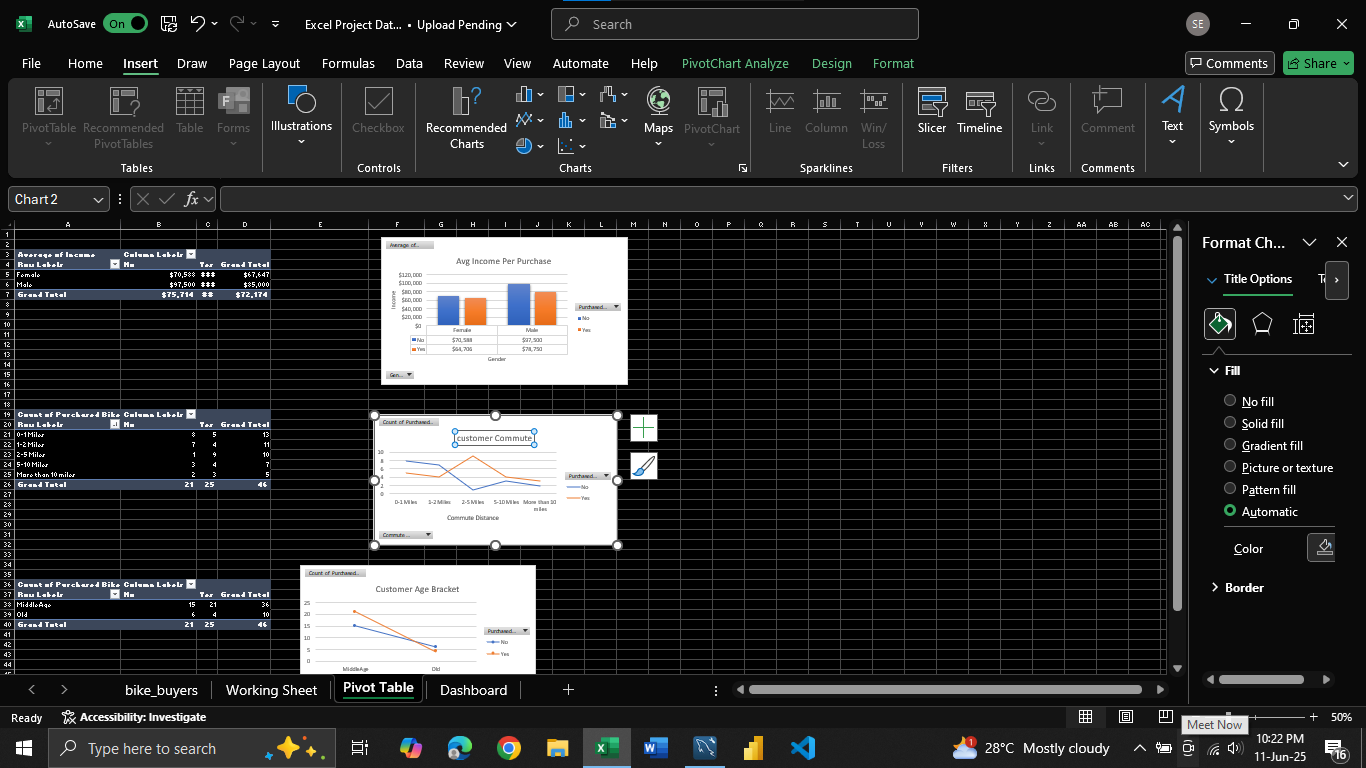 AutoSave On Excel Project Dat... • Upload Pending Search SE
File Home Insert Draw Page Layout Formulas Data Review View Automate Help PivotChart Analyze Design Format Comments Share
PivotTable Recommended PivotTables Table Forms Illustrations Checkbox Recommended Charts Maps PivotChart Line Column Win/Loss Slicer Timeline Link Comment Text Symbols
Tables Controls Charts Sparklines Filters Links Comments
Chart 2 fx
A B C D E F G H I J K L M N O P Q R S T U V W X Y Z AA AB AC
Average of Income Column Labels
Row Labels No Yes Grand Total
Female $70,588 ### $67,647
Male $97,500 ### $85,000
Grand Total $75,714 ## $72,174
Average of...
Avg Income Per Purchase
$120,000
$100,000
$80,000
$60,000
$40,000
$20,000
$0
Income
Female Male
No $70,588 $97,500
Yes $64,706 $78,750
Gender
Gen...
Purchased...
No
Yes
Count of Purchased Bike Column Labels
Row Labels No Yes Grand Total
0-1 Miles 8 5 13
1-2 Miles 7 4 11
2-5 Miles 1 9 10
5-10 Miles 3 4 7
More than 10 miles 2 3 5
Grand Total 21 25 46
Count of Purchased...
customer Commute
10
8
6
4
2
0
0-1 Miles 1-2 Miles 2-5 Miles 5-10 Miles More than 10 miles
Commute Distance
Commute ...
Purchased...
No
Yes
Count of Purchased Bike Column Labels
Row Labels No Yes Grand Total
MiddleAge 15 21 36
Old 6 4 10
Grand Total 21 25 46
Count of Purchased...
Customer Age Bracket
25
20
15
10
5
0
MiddleAge Old
Purchased...
No
Yes
Format Ch...
Title Options
Fill
No fill
Solid fill
Gradient fill
Picture or texture
Pattern fill
Automatic
Color
Border
bike_buyers Working Sheet Pivot Table Dashboard
Ready Accessibility: Investigate 50%
Meet Now
Type here to search 1 28°C Mostly cloudy 10:22 PM
11-Jun-25 16